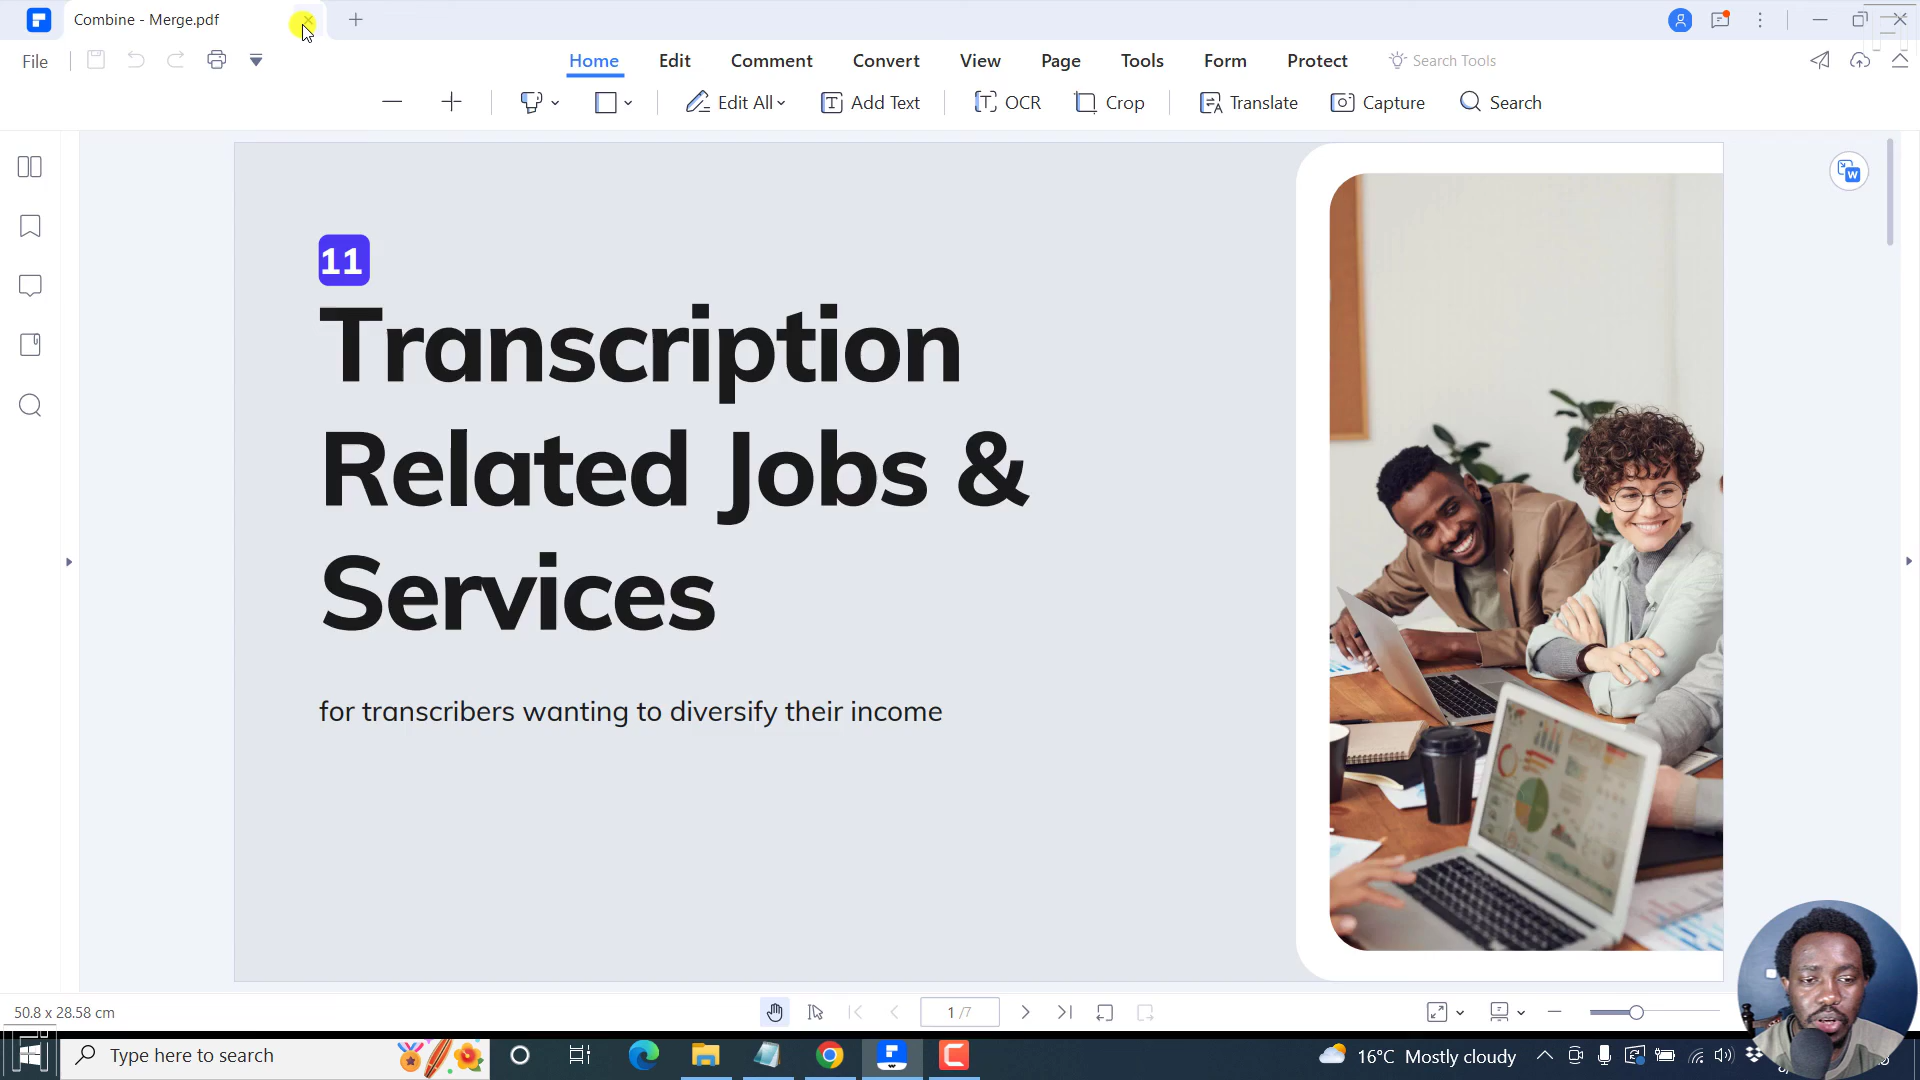 Combine - Merge.pdf
File
Home
Edit
Comment
Convert
View
Page
Tools
Form
Protect
Search Tools
Edit All
Add Text
OCR
Crop
Translate
Capture
Search
11
Transcription
Related Jobs &
Services
for transcribers wanting to diversify their income
50.8 x 28.58 cm
1 /7
Type here to search
16°C Mostly cloudy